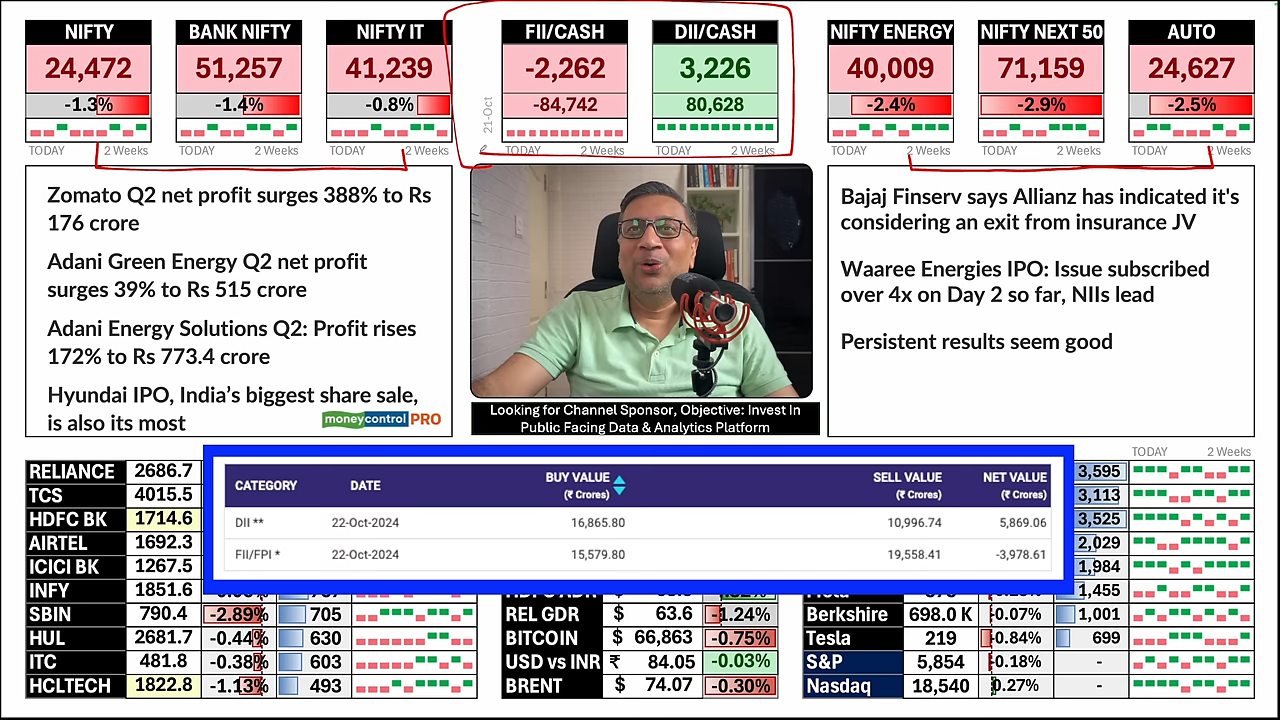 NIFTY
24,472
-1.3%
TODAY 2 Weeks
BANK NIFTY
51,257
-1.4%
TODAY 2 Weeks
NIFTY IT
41,239
-0.8%
TODAY 2 Weeks
21-Oct
FII/CASH
-2,262
-84,742
TODAY 2 Weeks
DII/CASH
3,226
80,628
TODAY 2 Weeks
NIFTY ENERGY
40,009
-2.4%
TODAY 2 Weeks
NIFTY NEXT 50
71,159
-2.9%
TODAY 2 Weeks
AUTO
24,627
-2.5%
TODAY 2 Weeks
Zomato Q2 net profit surges 388% to Rs
176 crore
Adani Green Energy Q2 net profit
surges 39% to Rs 515 crore
Adani Energy Solutions Q2: Profit rises
172% to Rs 773.4 crore
Hyundai IPO, India’s biggest share sale,
is also its most
moneycontrol PRO
Looking for Channel Sponsor, Objective: Invest In
Public Facing Data & Analytics Platform
Bajaj Finserv says Allianz has indicated it's
considering an exit from insurance JV
Waaree Energies IPO: Issue subscribed
over 4x on Day 2 so far, NIIs lead
Persistent results seem good
CATEGORY DATE BUY VALUE (₹ Crores) SELL VALUE (₹ Crores) NET VALUE (₹ Crores)
DII ** 22-Oct-2024 16,865.80 10,996.74 5,869.06
FII/FPI * 22-Oct-2024 15,579.80 19,558.41 -3,978.61
RELIANCE 2686.7
TCS 4015.5
HDFC BK 1714.6
AIRTEL 1692.3
ICICI BK 1267.5
INFY 1851.6
SBIN 790.4 -2.89% 705
HUL 2681.7 -0.44% 630
ITC 481.8 -0.38% 603
HCLTECH 1822.8 -1.13% 493
REL GDR $ 63.6 -1.24%
BITCOIN $ 66,863 -0.75%
USD vs INR ₹ 84.05 -0.03%
BRENT $ 74.07 -0.30%
TODAY 2 Weeks
3,595
3,113
3,525
2,029
1,984
1,455
Berkshire 698.0 K -0.07% 1,001
Tesla 219 -0.84% 699
S&P 5,854 -0.18% -
Nasdaq 18,540 0.27% -